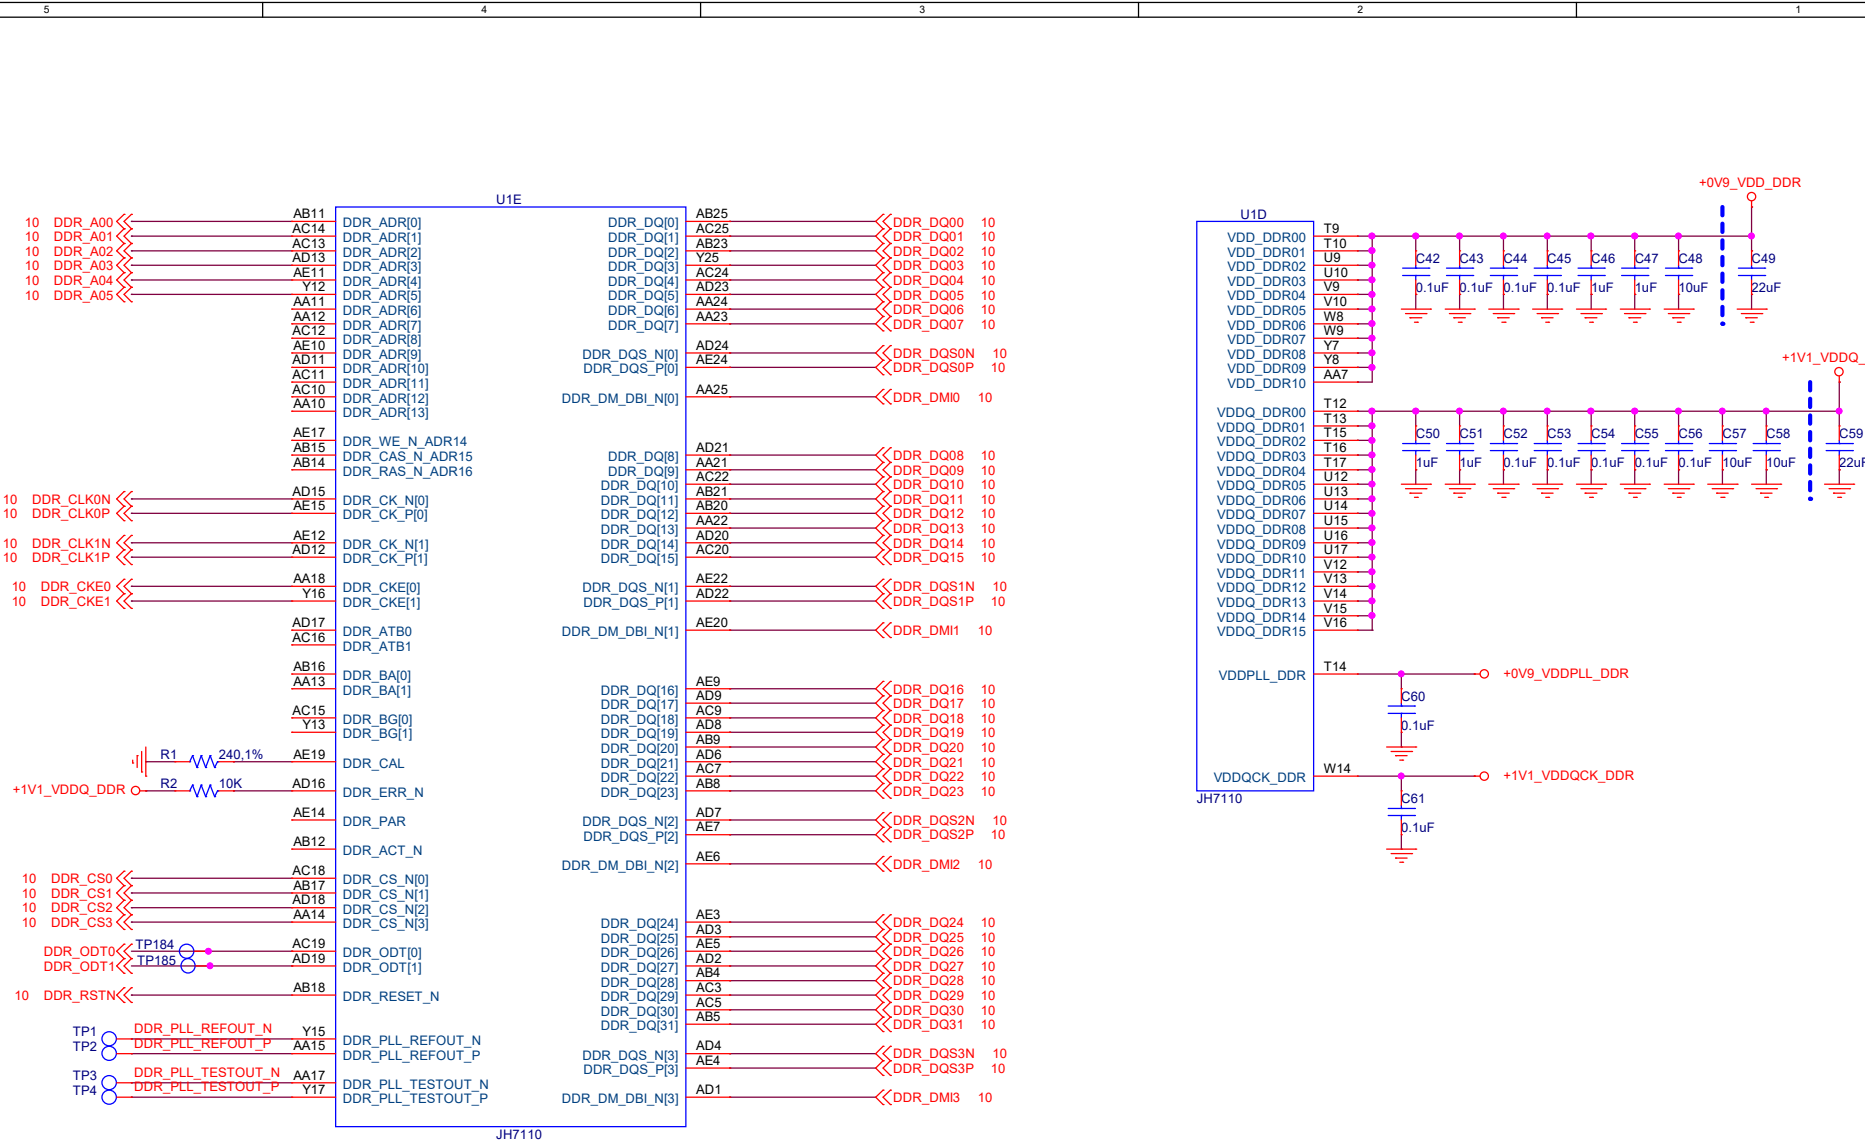 5 4 3 2 1
U1E
10 DDR_A00 AB11 DDR_ADR[0] DDR_DQ[0] AB25 DDR_DQ00 10
10 DDR_A01 AC14 DDR_ADR[1] DDR_DQ[1] AC25 DDR_DQ01 10
10 DDR_A02 AC13 DDR_ADR[2] DDR_DQ[2] AB23 DDR_DQ02 10
10 DDR_A03 AD13 DDR_ADR[3] DDR_DQ[3] Y25 DDR_DQ03 10
10 DDR_A04 AE11 DDR_ADR[4] DDR_DQ[4] AC24 DDR_DQ04 10
10 DDR_A05 Y12 DDR_ADR[5] DDR_DQ[5] AD23 DDR_DQ05 10
AA11 DDR_ADR[6] DDR_DQ[6] AA24 DDR_DQ06 10
AA12 DDR_ADR[7] DDR_DQ[7] AA23 DDR_DQ07 10
AC12 DDR_ADR[8]
AE10 DDR_ADR[9] DDR_DQS_N[0] AD24 DDR_DQS0N 10
AD11 DDR_ADR[10] DDR_DQS_P[0] AE24 DDR_DQS0P 10
AC11 DDR_ADR[11]
AC10 DDR_ADR[12] DDR_DM_DBI_N[0] AA25 DDR_DMI0 10
AA10 DDR_ADR[13]
AE17 DDR_WE_N_ADR14
AB15 DDR_CAS_N_ADR15 DDR_DQ[8] AD21 DDR_DQ08 10
AB14 DDR_RAS_N_ADR16 DDR_DQ[9] AA21 DDR_DQ09 10
DDR_DQ[10] AC22 DDR_DQ10 10
10 DDR_CLK0N AD15 DDR_CK_N[0] DDR_DQ[11] AB21 DDR_DQ11 10
10 DDR_CLK0P AE15 DDR_CK_P[0] DDR_DQ[12] AB20 DDR_DQ12 10
DDR_DQ[13] AA22 DDR_DQ13 10
10 DDR_CLK1N AE12 DDR_CK_N[1] DDR_DQ[14] AD20 DDR_DQ14 10
10 DDR_CLK1P AD12 DDR_CK_P[1] DDR_DQ[15] AC20 DDR_DQ15 10
10 DDR_CKE0 AA18 DDR_CKE[0] DDR_DQS_N[1] AE22 DDR_DQS1N 10
10 DDR_CKE1 Y16 DDR_CKE[1] DDR_DQS_P[1] AD22 DDR_DQS1P 10
AD17 DDR_ATB0 DDR_DM_DBI_N[1] AE20 DDR_DMI1 10
AC16 DDR_ATB1
AB16 DDR_BA[0]
AA13 DDR_BA[1] DDR_DQ[16] AE9 DDR_DQ16 10
DDR_DQ[17] AD9 DDR_DQ17 10
AC15 DDR_BG[0] DDR_DQ[18] AC9 DDR_DQ18 10
Y13 DDR_BG[1] DDR_DQ[19] AD8 DDR_DQ19 10
DDR_DQ[20] AB9 DDR_DQ20 10
R1 240,1% AE19 DDR_CAL DDR_DQ[21] AD6 DDR_DQ21 10
DDR_DQ[22] AC7 DDR_DQ22 10
+1V1_VDDQ_DDR R2 10K AD16 DDR_ERR_N DDR_DQ[23] AB8 DDR_DQ23 10
AE14 DDR_PAR DDR_DQS_N[2] AD7 DDR_DQS2N 10
DDR_DQS_P[2] AE7 DDR_DQS2P 10
AB12 DDR_ACT_N
DDR_DM_DBI_N[2] AE6 DDR_DMI2 10
10 DDR_CS0 AC18 DDR_CS_N[0]
10 DDR_CS1 AB17 DDR_CS_N[1]
10 DDR_CS2 AD18 DDR_CS_N[2]
10 DDR_CS3 AA14 DDR_CS_N[3] DDR_DQ[24] AE3 DDR_DQ24 10
DDR_DQ[25] AD3 DDR_DQ25 10
DDR_ODT0 TP184 AC19 DDR_ODT[0] DDR_DQ[26] AE5 DDR_DQ26 10
DDR_ODT1 TP185 AD19 DDR_ODT[1] DDR_DQ[27] AD2 DDR_DQ27 10
DDR_DQ[28] AB4 DDR_DQ28 10
10 DDR_RSTN AB18 DDR_RESET_N DDR_DQ[29] AC3 DDR_DQ29 10
DDR_DQ[30] AC5 DDR_DQ30 10
DDR_DQ[31] AB5 DDR_DQ31 10
TP1 DDR_PLL_REFOUT_N Y15 DDR_PLL_REFOUT_N
TP2 DDR_PLL_REFOUT_P AA15 DDR_PLL_REFOUT_P DDR_DQS_N[3] AD4 DDR_DQS3N 10
DDR_DQS_P[3] AE4 DDR_DQS3P 10
TP3 DDR_PLL_TESTOUT_N AA17 DDR_PLL_TESTOUT_N
TP4 DDR_PLL_TESTOUT_P Y17 DDR_PLL_TESTOUT_P DDR_DM_DBI_N[3] AD1 DDR_DMI3 10
JH7110
+0V9_VDD_DDR
U1D
VDD_DDR00 T9
VDD_DDR01 T10
VDD_DDR02 U9
VDD_DDR03 U10
VDD_DDR04 V9
VDD_DDR05 V10
VDD_DDR06 W8
VDD_DDR07 W9
VDD_DDR08 Y7
VDD_DDR09 Y8
VDD_DDR10 AA7
C42 C43 C44 C45 C46 C47 C48 C49
0.1uF 0.1uF 0.1uF 0.1uF 1uF 1uF 10uF 22uF
+1V1_VDDQ_
VDDQ_DDR00 T12
VDDQ_DDR01 T13
VDDQ_DDR02 T15
VDDQ_DDR03 T16
VDDQ_DDR04 T17
VDDQ_DDR05 U12
VDDQ_DDR06 U13
VDDQ_DDR07 U14
VDDQ_DDR08 U15
VDDQ_DDR09 U16
VDDQ_DDR10 U17
VDDQ_DDR11 V12
VDDQ_DDR12 V13
VDDQ_DDR13 V14
VDDQ_DDR14 V15
VDDQ_DDR15 V16
C50 C51 C52 C53 C54 C55 C56 C57 C58 C59
1uF 1uF 0.1uF 0.1uF 0.1uF 0.1uF 0.1uF 10uF 10uF 22uF
VDDPLL_DDR T14 +0V9_VDDPLL_DDR
C60
0.1uF
VDDQCK_DDR W14 +1V1_VDDQCK_DDR
JH7110
C61
0.1uF